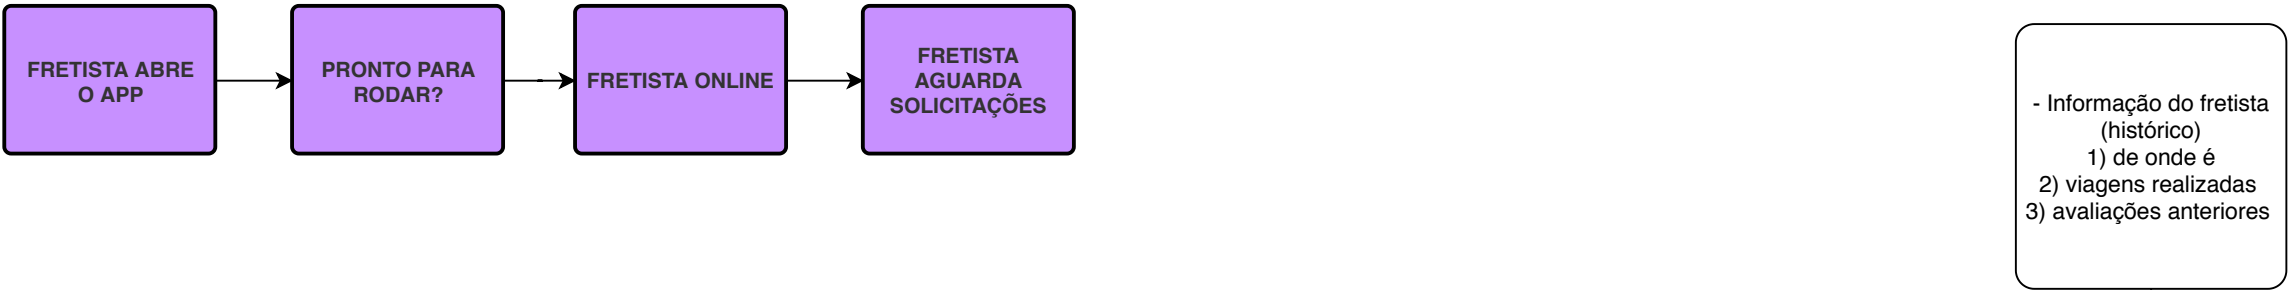 FRETISTA ABRE
O APP
PRONTO PARA
RODAR?
FRETISTA ONLINE
FRETISTA
AGUARDA
SOLICITAÇÕES
- Informação do fretista
(histórico)
1) de onde é
2) viagens realizadas
3) avaliações anteriores